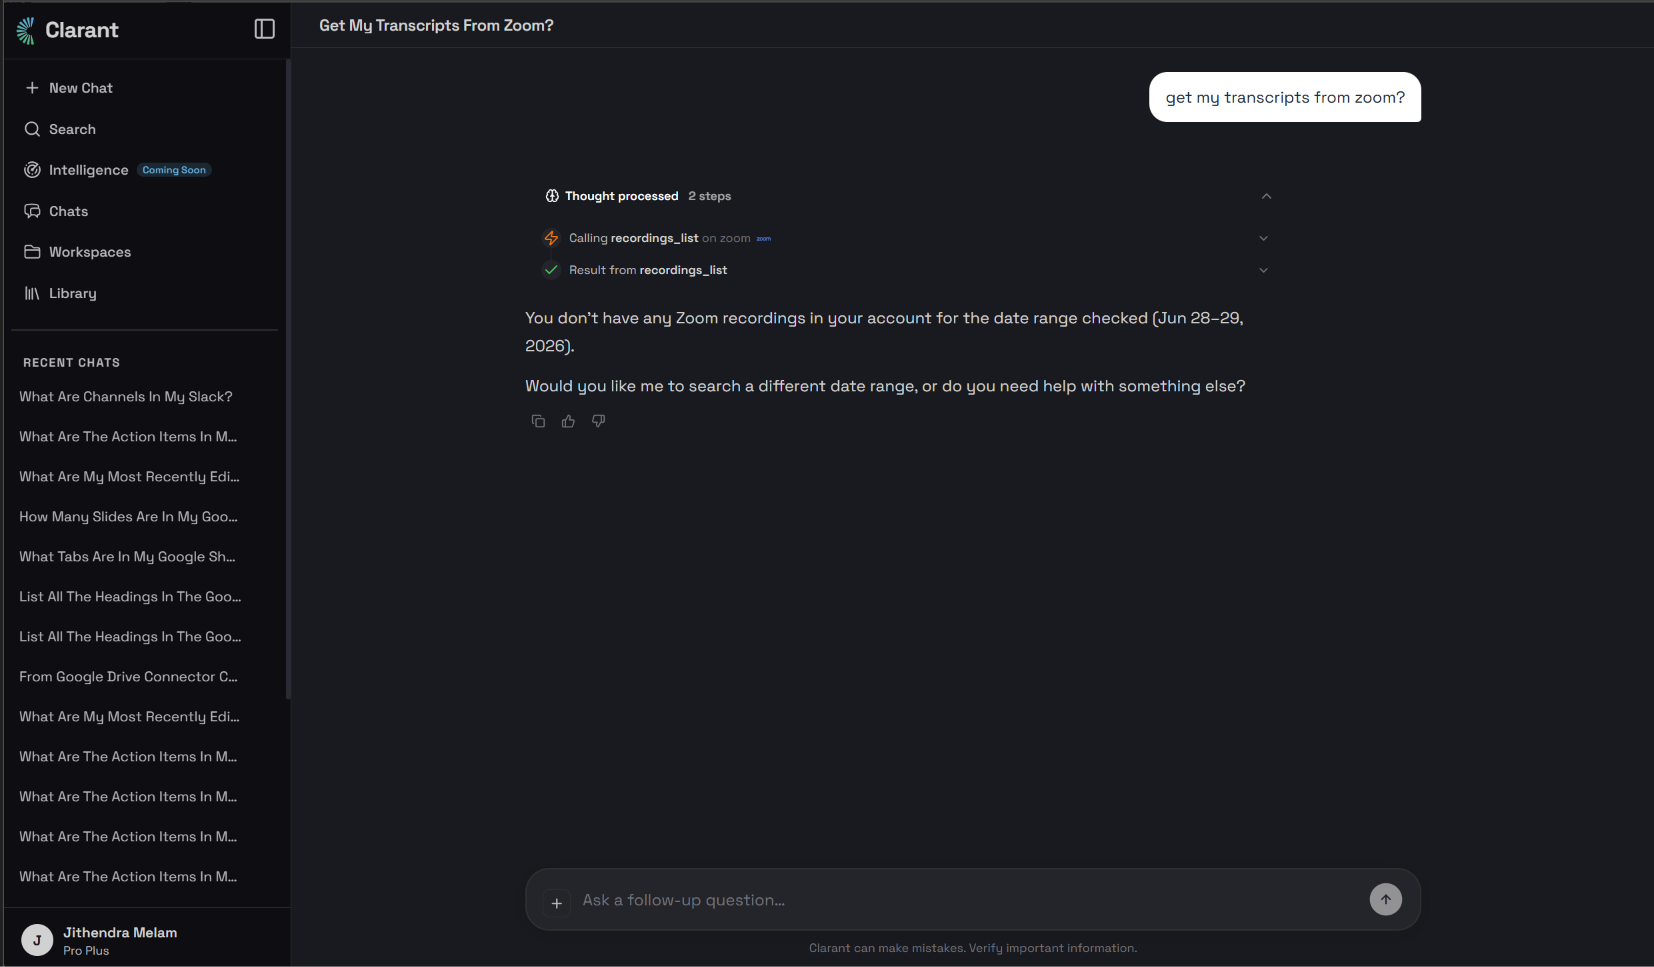 Clarant
New Chat
Search
Intelligence Coming Soon
Chats
Workspaces
Library
RECENT CHATS
What Are Channels In My Slack?
What Are The Action Items In M...
What Are My Most Recently Edi...
How Many Slides Are In My Goo...
What Tabs Are In My Google Sh...
List All The Headings In The Goo...
List All The Headings In The Goo...
From Google Drive Connector C...
What Are My Most Recently Edi...
What Are The Action Items In M...
What Are The Action Items In M...
What Are The Action Items In M...
What Are The Action Items In M...
J
Jithendra Melam
Pro Plus
Get My Transcripts From Zoom?
get my transcripts from zoom?
Thought processed 2 steps
Calling recordings_list on zoom zoom
Result from recordings_list
You don't have any Zoom recordings in your account for the date range checked (Jun 28–29,
2026).
Would you like me to search a different date range, or do you need help with something else?
Ask a follow-up question...
Clarant can make mistakes. Verify important information.